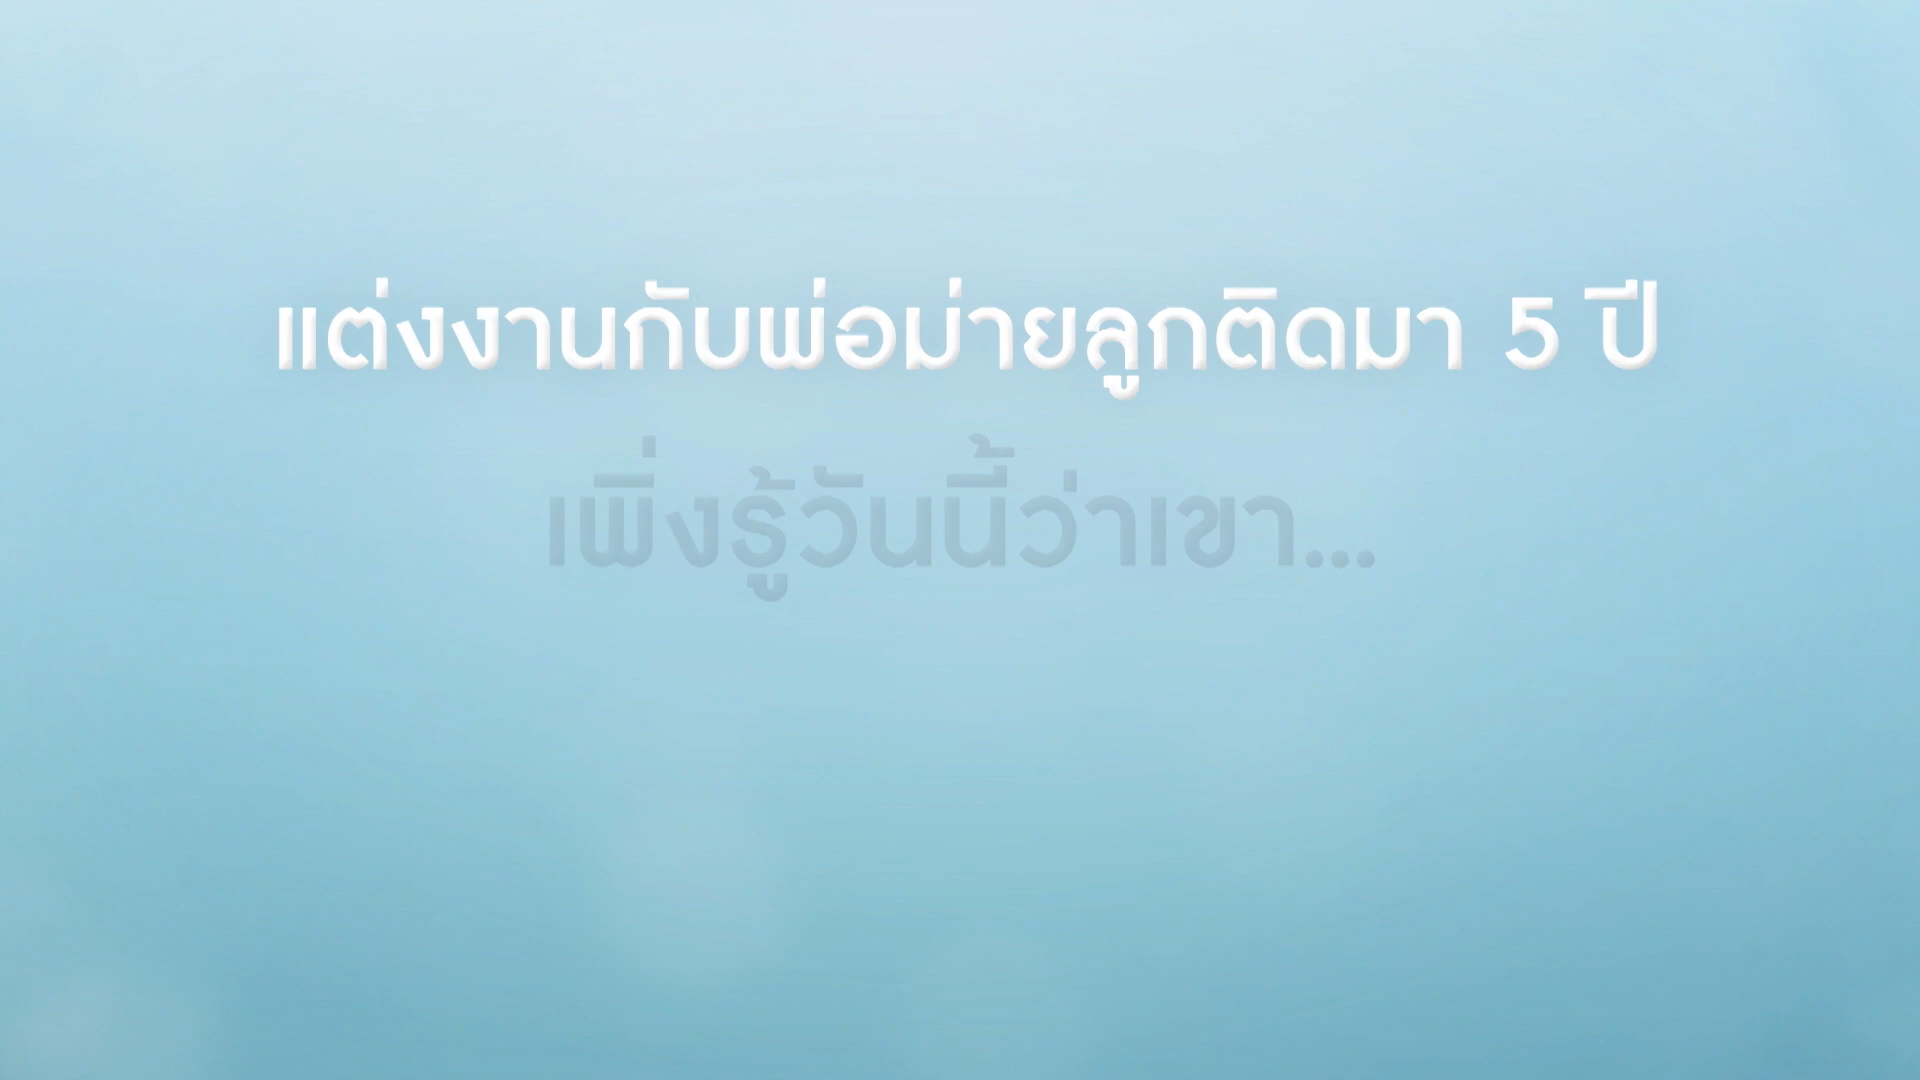 แต่งงานกับพ่อม่ายลูกติดมา 5 ปี
เพิ่งรู้วันนี้ว่าเขา...